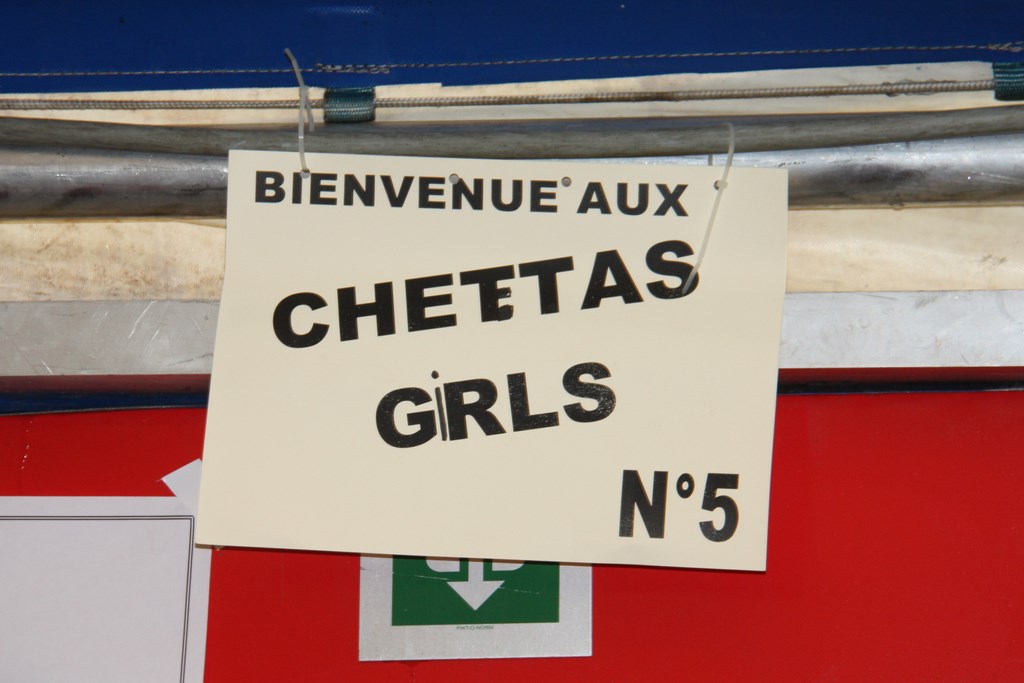 BIENVENUE AUX
CHETTAS
GiRLS
N°5